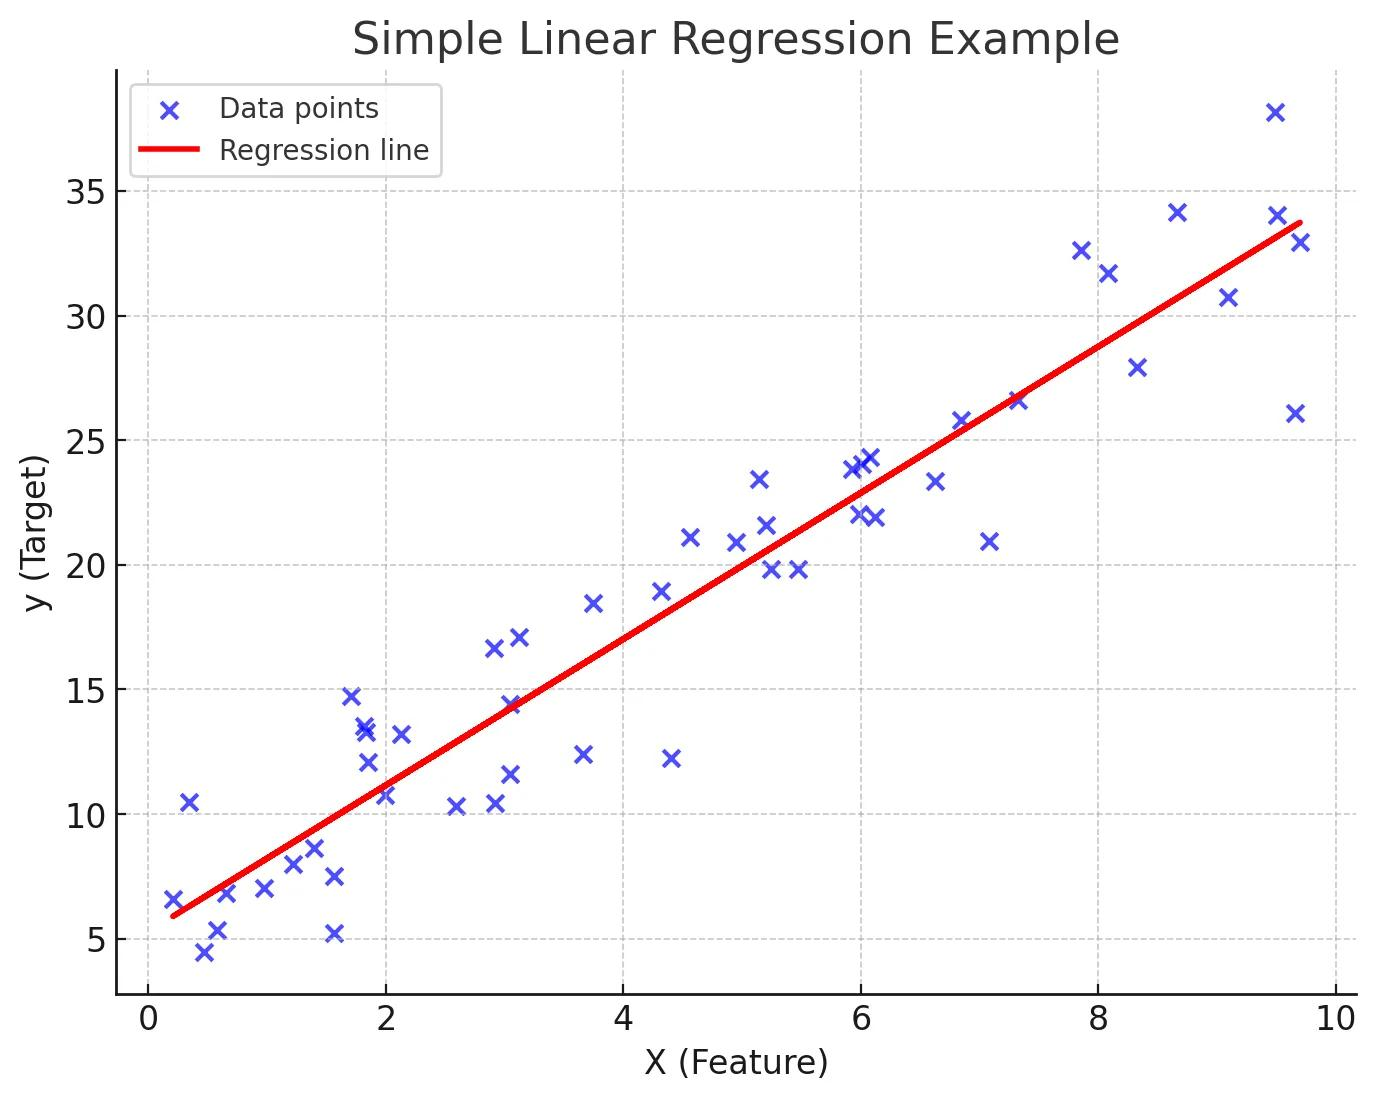 Simple Linear Regression Example
Data points
Regression line
35
30
25
20
15
10
5
y (Target)
0 2 4 6 8 10
X (Feature)